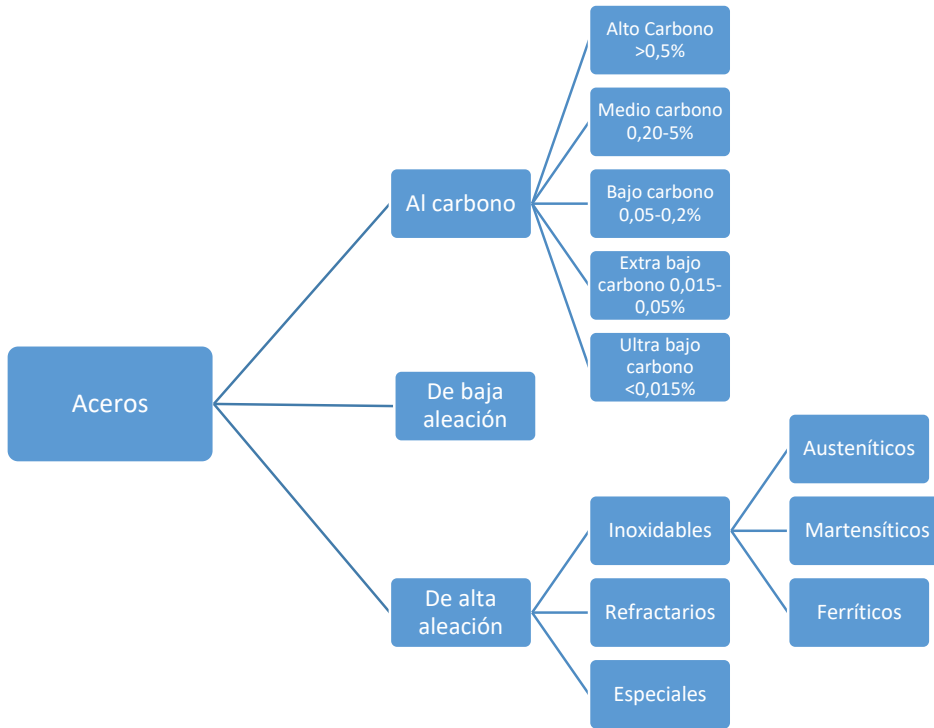 Alto Carbono
>0,5%
Medio carbono
0,20-5%
Al carbono
Bajo carbono
0,05-0,2%
Extra bajo
carbono 0,015-
0,05%
Ultra bajo
carbono
<0,015%
Aceros
De baja
aleación
Austeníticos
Inoxidables
Martensíticos
De alta
aleación
Refractarios
Ferríticos
Especiales